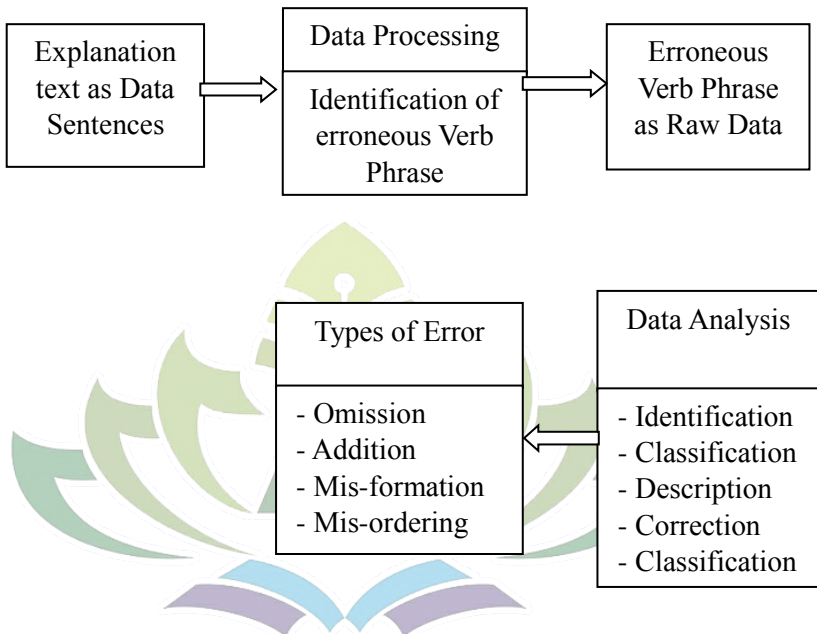 Explanation
text as Data
Sentences
Data Processing
Identification of
erroneous Verb
Phrase
Erroneous
Verb Phrase
as Raw Data
Types of Error
- Omission
- Addition
- Mis-formation
- Mis-ordering
Data Analysis
- Identification
- Classification
- Description
- Correction
- Classification